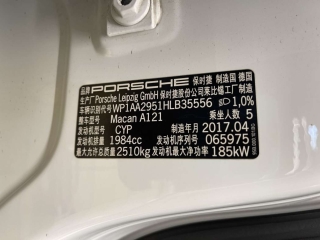 品牌 PORSCHE 保时捷 制造国 德国
生产厂 Porsche Leipzig GmbH 保时捷股份公司莱比锡工厂制造
车辆识别代号 WP1AA2951HLB35556 1,0%
整车型号 Macan A121 乘坐人数 5
发动机型号 CYP 制造年月 2017.04
发动机排量 1984cc 发动机号 065975
最大允许总质量 2510kg 发动机最大净功率 185kW